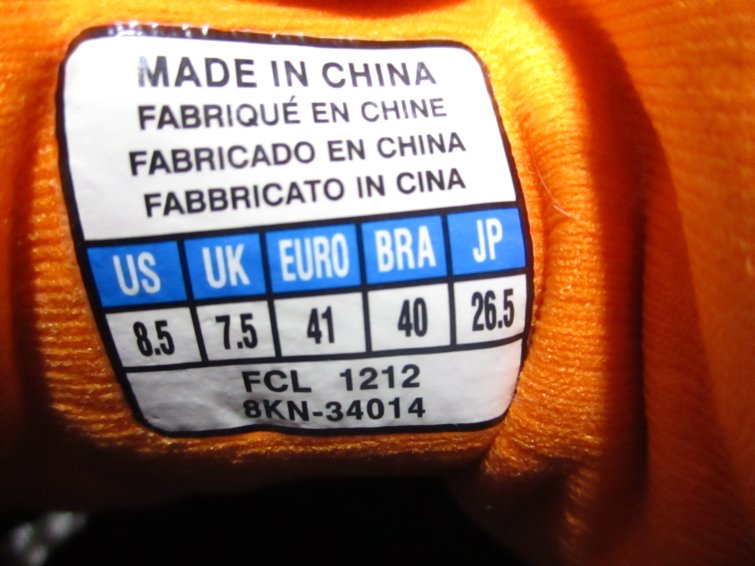 MADE IN CHINA
FABRIQUÉ EN CHINE
FABRICADO EN CHINA
FABBRICATO IN CINA
US UK EURO BRA JP
8.5 7.5 41 40 26.5
FCL 1212
8KN-34014